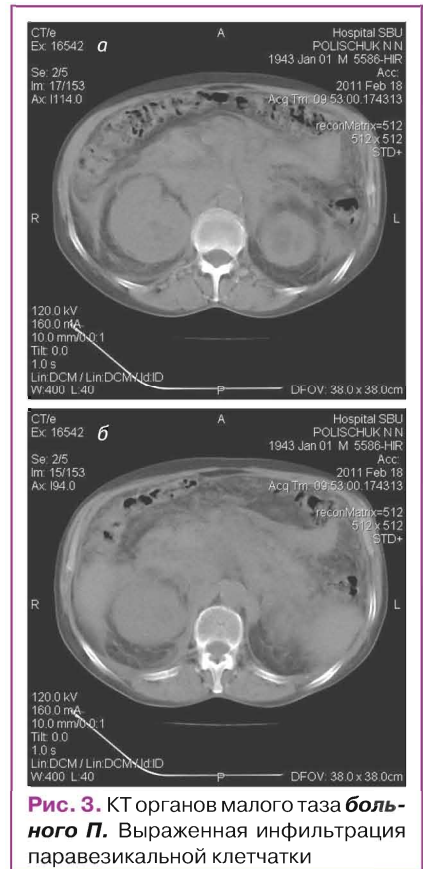 CT/e
Ex: 16542
а
A
Hospital SBU
POLISCHUK N N
1943 Jan 01 M 5586-HIR
Acc:
2011 Feb 18
Acq Tm: 09:53:00.174313
Se: 2/5
Im: 17/153
Ax: I114.0
reconMatrix=512
512 x 512
STD+
R
L
120.0 kV
160.0 mA
10.mm/0.0:1
Tilt: 0.0
1.0 s
Lin:DCM / Lin:DCM / Id:ID
W:400 L:40
P
DFOV: 38.0 x 38.0cm
CT/e
Ex: 16542
б
A
Hospital SBU
POLISCHUK N N
1943 Jan 01 M 5586-HIR
Acc:
2011 Feb 18
Acq Tm: 09:53:00.174313
Se: 2/5
Im: 15/153
Ax: I94.0
reconMatrix=512
512 x 512
STD+
R
L
120.0 kV
160.0 mA
10.0 mm/0.0:1
Tilt: 0.0
1.0 s
Lin:DCM / Lin:DCM / Id:ID
W:400 L:40
P
DFOV: 38.0 x 38.0cm
Рис. 3. КТ органов малого таза боль-
ного П. Выраженная инфильтрация
паравезикальной клетчатки